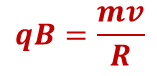 qB = mv/R